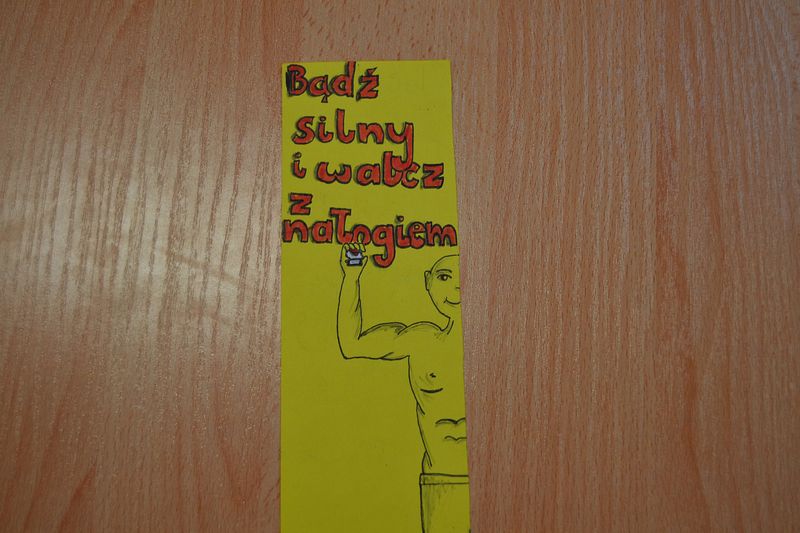 Bądź
silny
i walcz
z
nałogiem